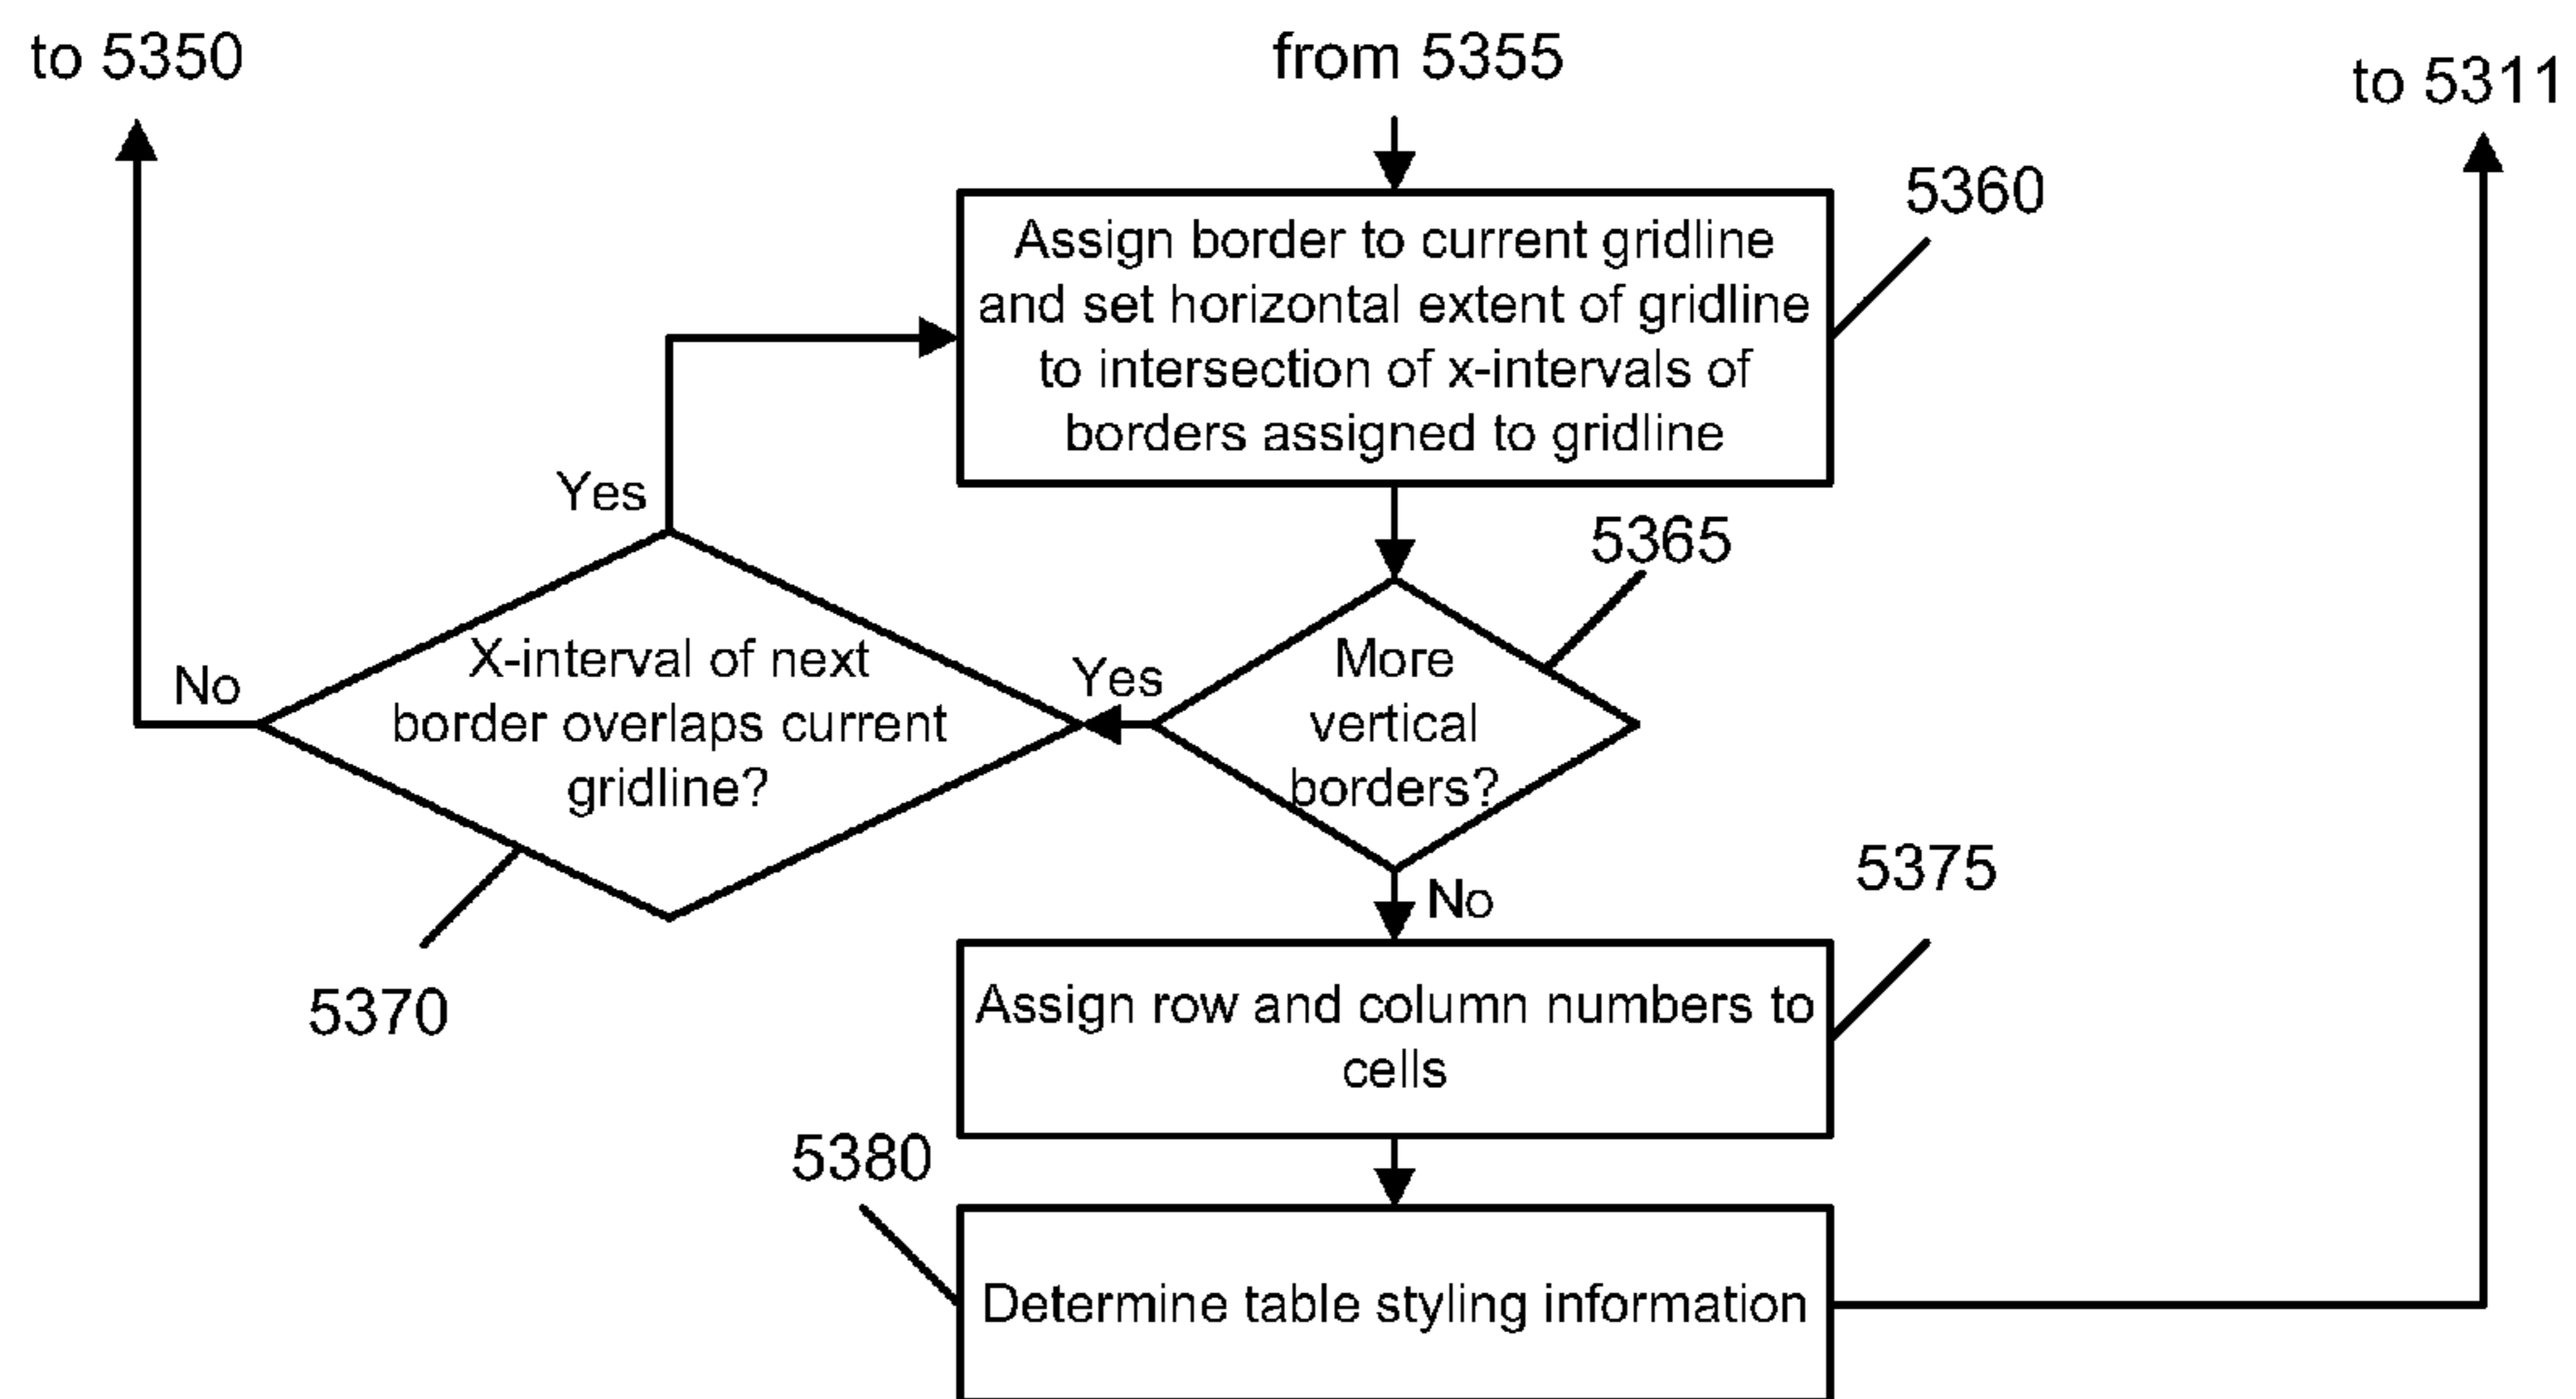 to 5350
from 5355
to 5311
5360
Assign border to current gridline
and set horizontal extent of gridline
to intersection of x-intervals of
borders assigned to gridline
Yes
5365
X-interval of next
border overlaps current
gridline?
No
Yes
More
vertical
borders?
5370
No
5375
Assign row and column numbers to
cells
5380
Determine table styling information